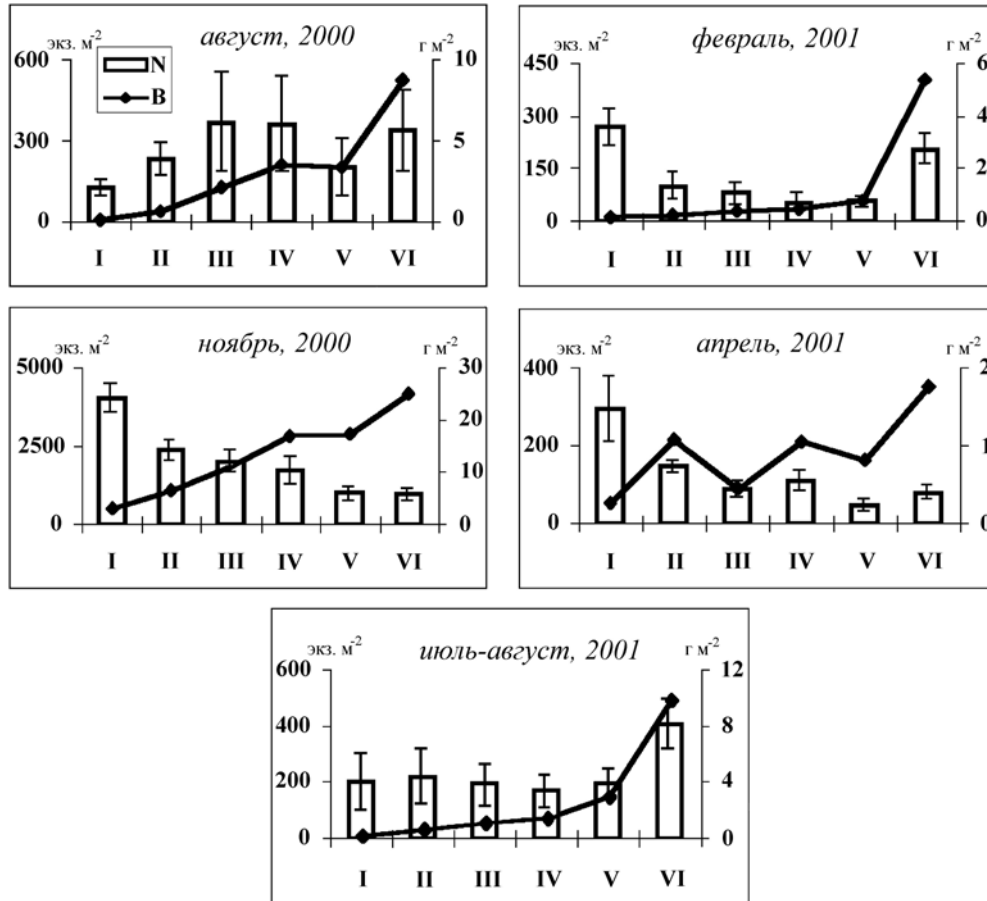 август, 2000
экз. м-2
г м-2
N
B
600
300
0
10
5
0
I II III IV V VI
февраль, 2001
экз. м-2
г м-2
450
300
150
0
6
4
2
0
I II III IV V VI
ноябрь, 2000
экз. м-2
г м-2
5000
2500
0
30
20
10
0
I II III IV V VI
апрель, 2001
экз. м-2
г м-2
400
200
0
2
1
0
I II III IV V VI
июль-август, 2001
экз. м-2
г м-2
600
400
200
0
12
8
4
0
I II III IV V VI